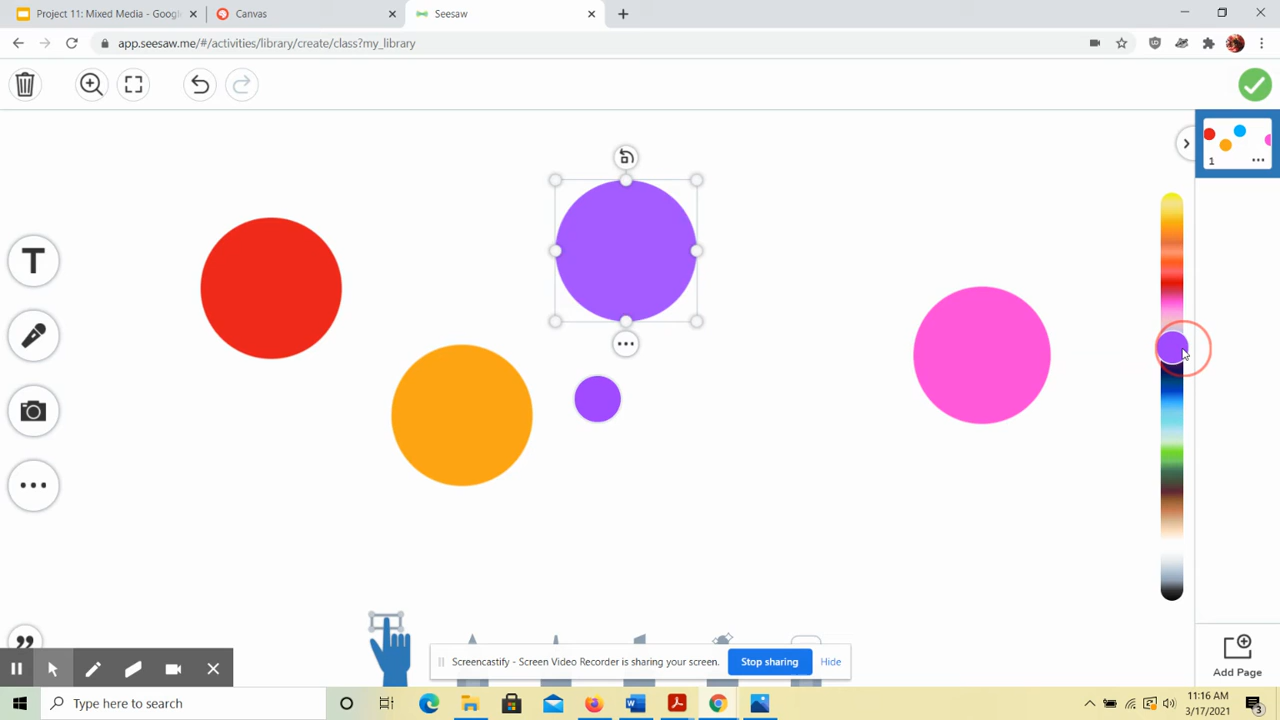 Project 11: Mixed Media - Googl
Canvas
Seesaw
app.seesaw.me/#/activities/library/create/class?my_library
1
T
Screencastify - Screen Video Recorder is sharing your screen.
Stop sharing
Hide
Add Page
Type here to search
11:16 AM
3/17/2021
3